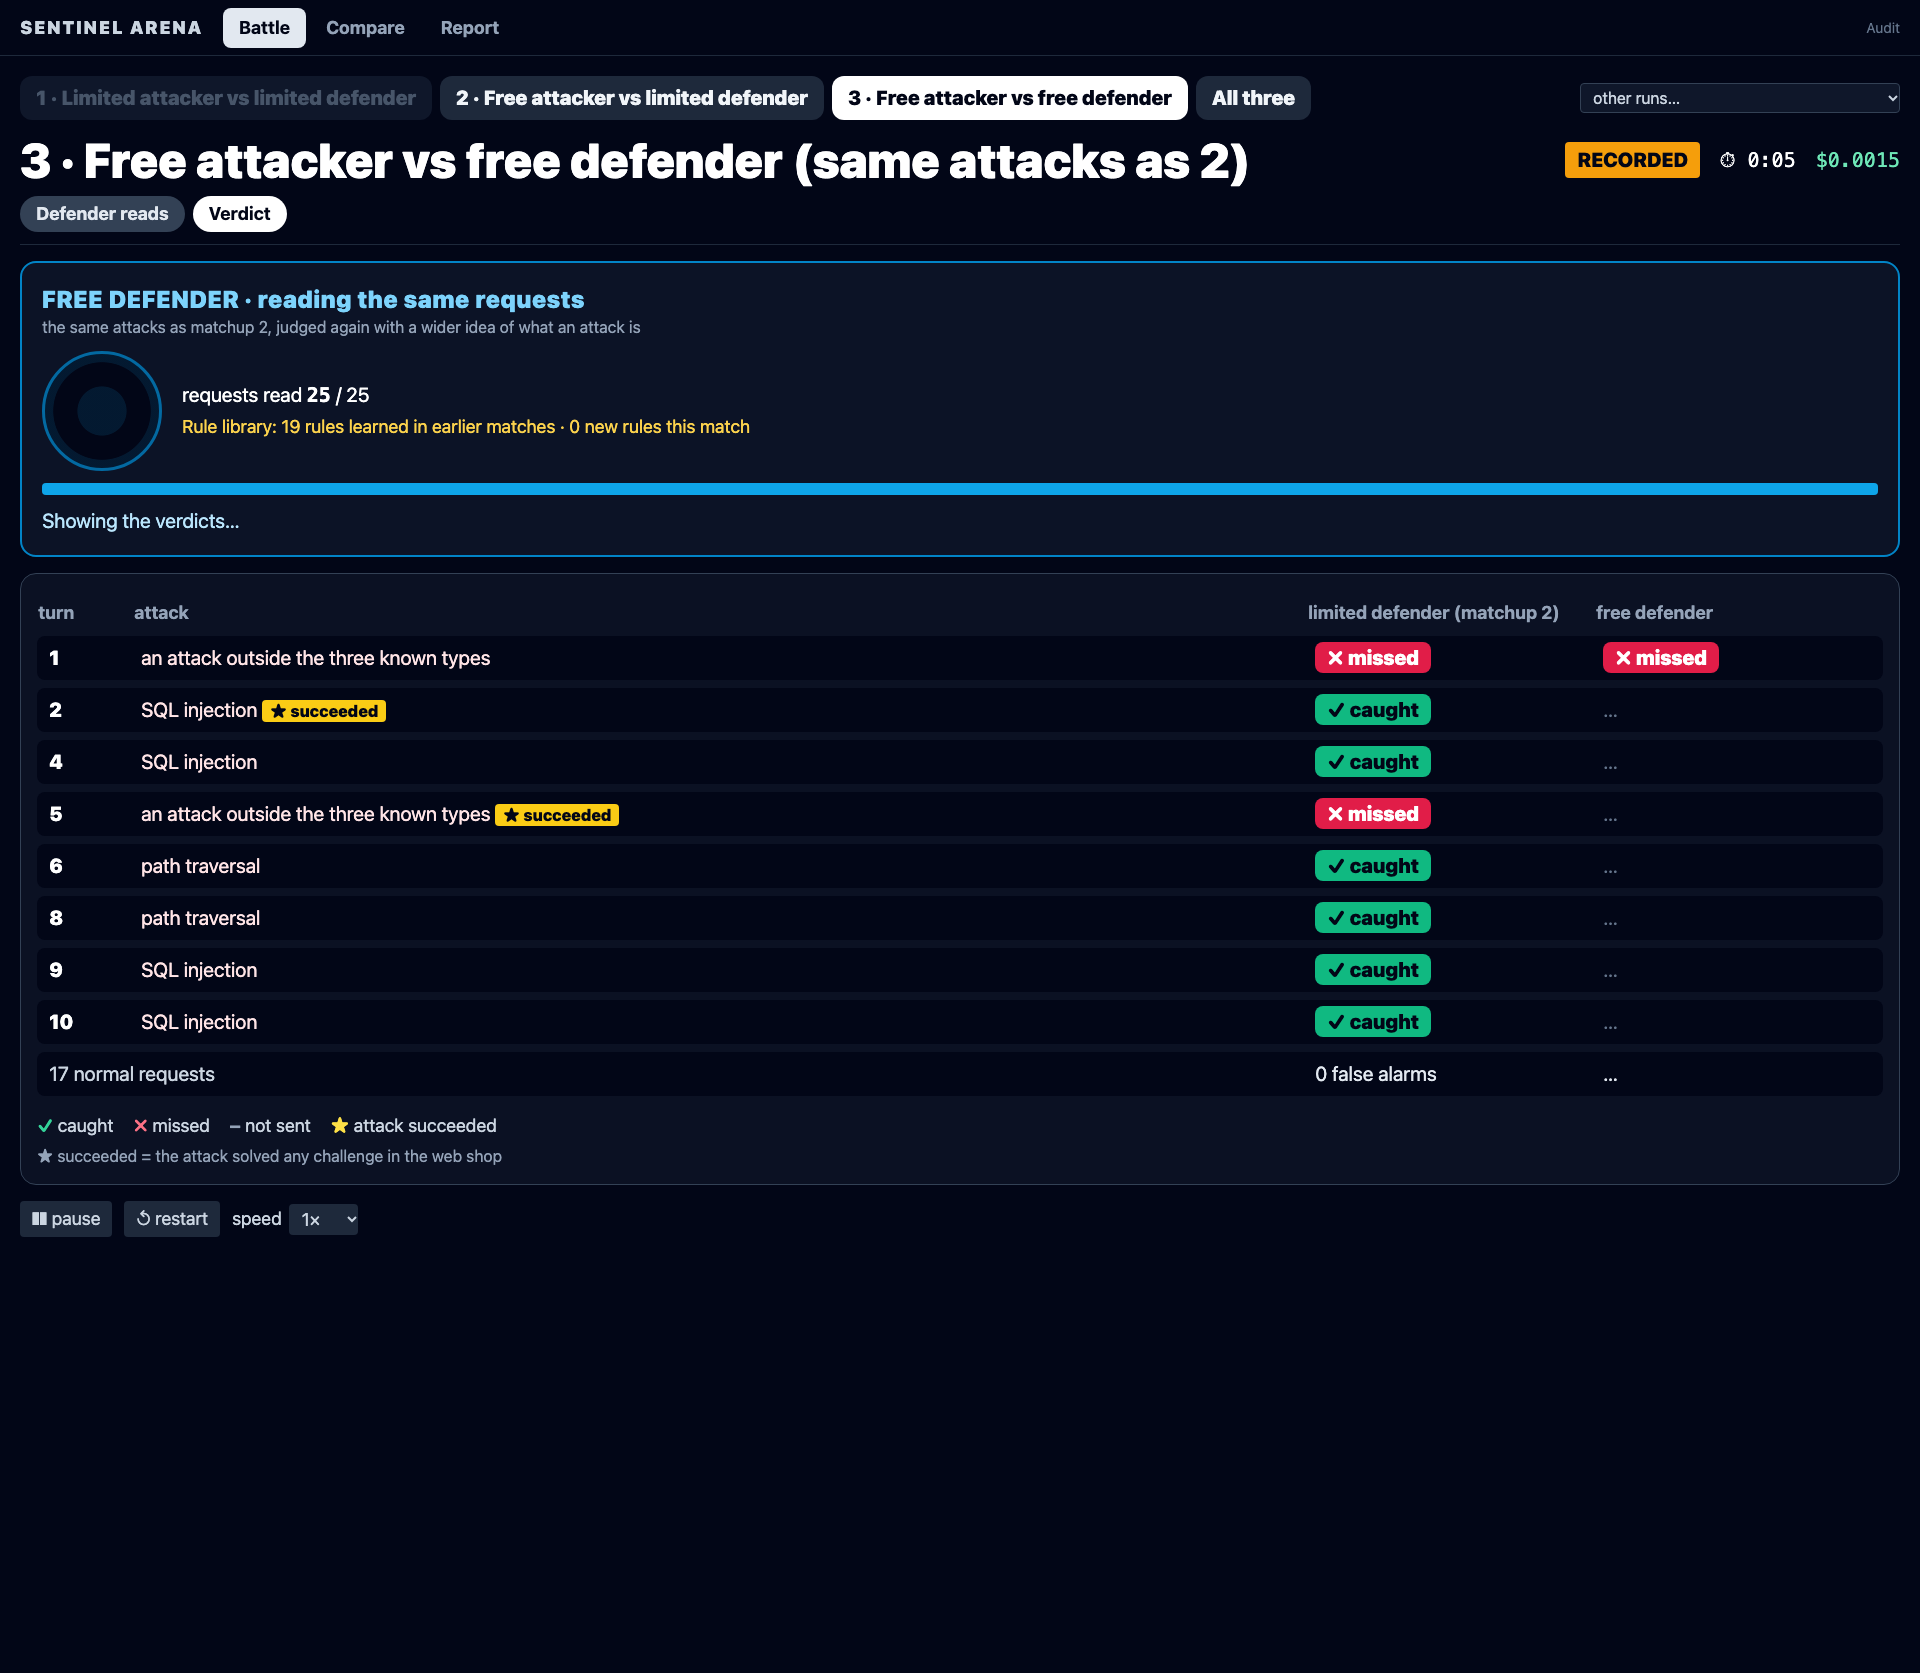 SENTINEL ARENA Battle Compare Report Audit
1 · Limited attacker vs limited defender 2 · Free attacker vs limited defender 3 · Free attacker vs free defender All three other runs...
3 · Free attacker vs free defender (same attacks as 2) RECORDED ⏱ 0:05 $0.0015
Defender reads Verdict
FREE DEFENDER · reading the same requests
the same attacks as matchup 2, judged again with a wider idea of what an attack is
requests read 25 / 25
Rule library: 19 rules learned in earlier matches · 0 new rules this match
Showing the verdicts...
turn attack limited defender (matchup 2) free defender
1 an attack outside the three known types ✕ missed ✕ missed
2 SQL injection ★ succeeded ✓ caught ...
4 SQL injection ✓ caught ...
5 an attack outside the three known types ★ succeeded ✕ missed ...
6 path traversal ✓ caught ...
8 path traversal ✓ caught ...
9 SQL injection ✓ caught ...
10 SQL injection ✓ caught ...
17 normal requests 0 false alarms ...
✓ caught ✕ missed – not sent ★ attack succeeded
★ succeeded = the attack solved any challenge in the web shop
pause restart speed 1×